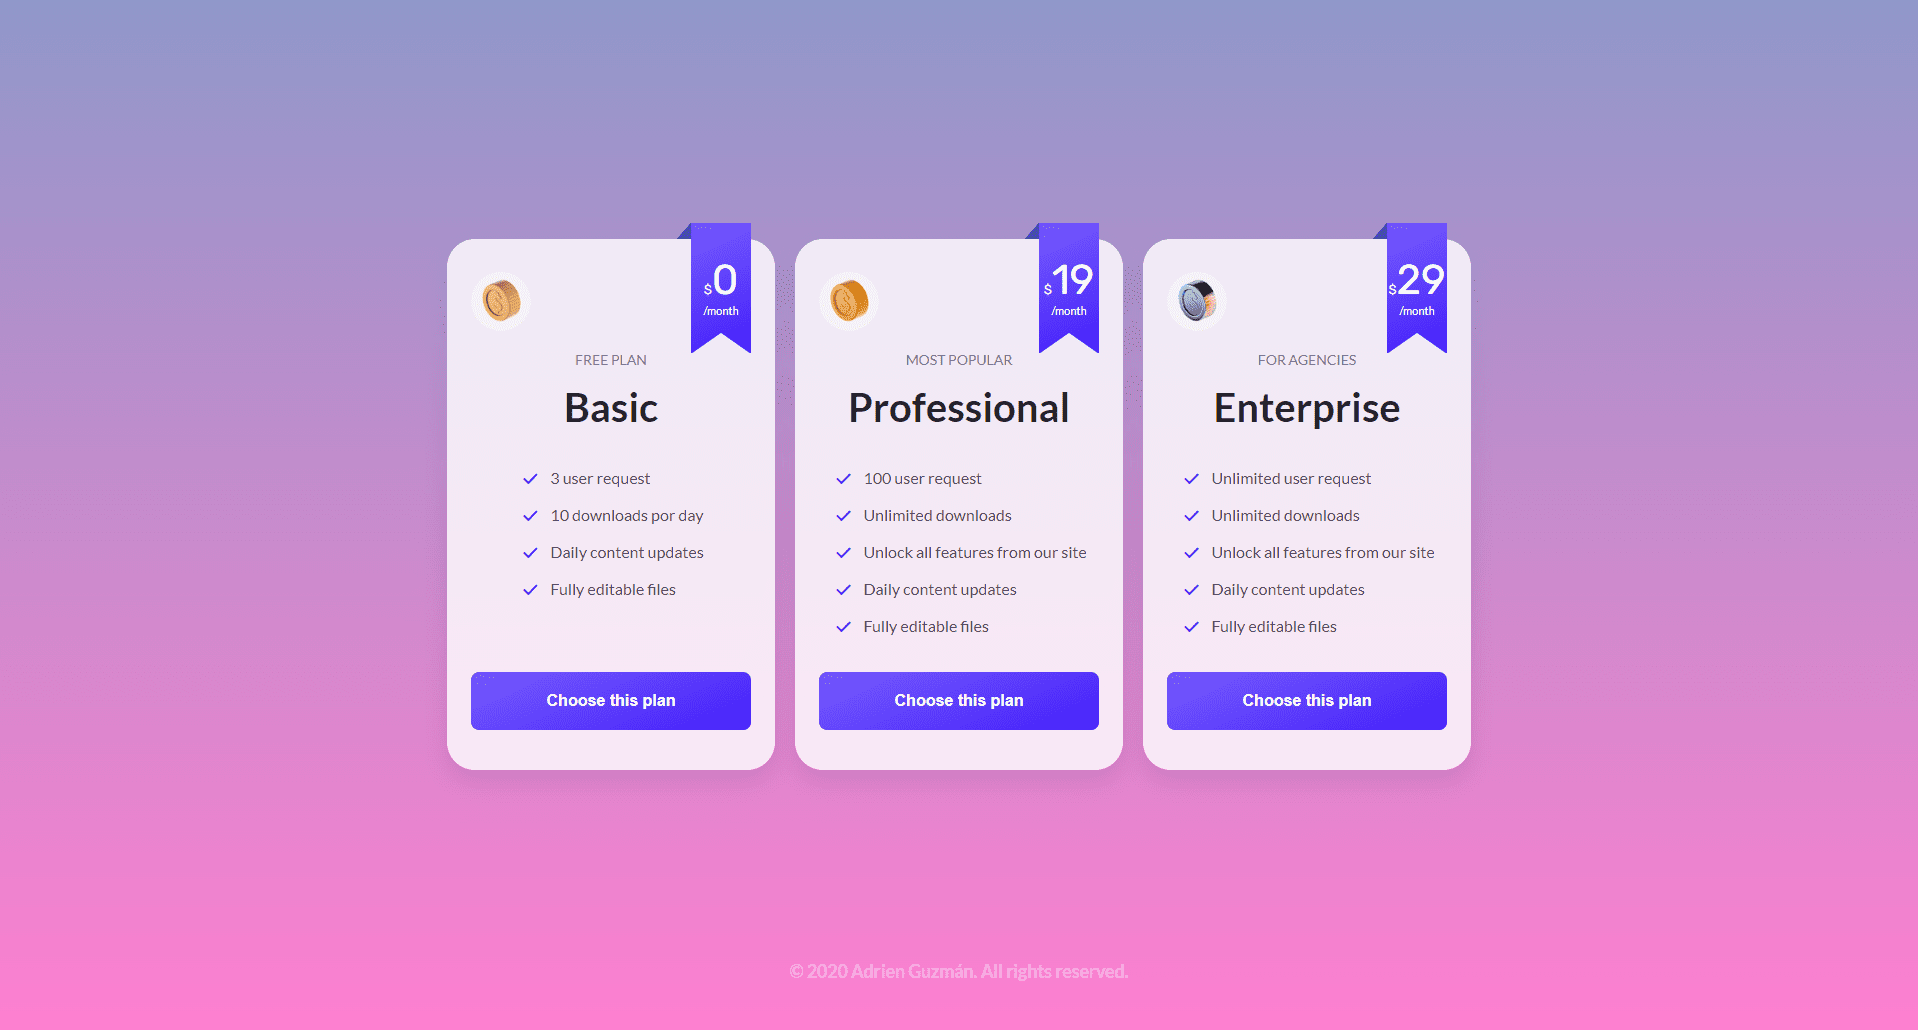 $0
/month
FREE PLAN
Basic
3 user request
10 downloads por day
Daily content updates
Fully editable files
Choose this plan
$19
/month
MOST POPULAR
Professional
100 user request
Unlimited downloads
Unlock all features from our site
Daily content updates
Fully editable files
Choose this plan
$29
/month
FOR AGENCIES
Enterprise
Unlimited user request
Unlimited downloads
Unlock all features from our site
Daily content updates
Fully editable files
Choose this plan
© 2020 Adrien Guzmán. All rights reserved.